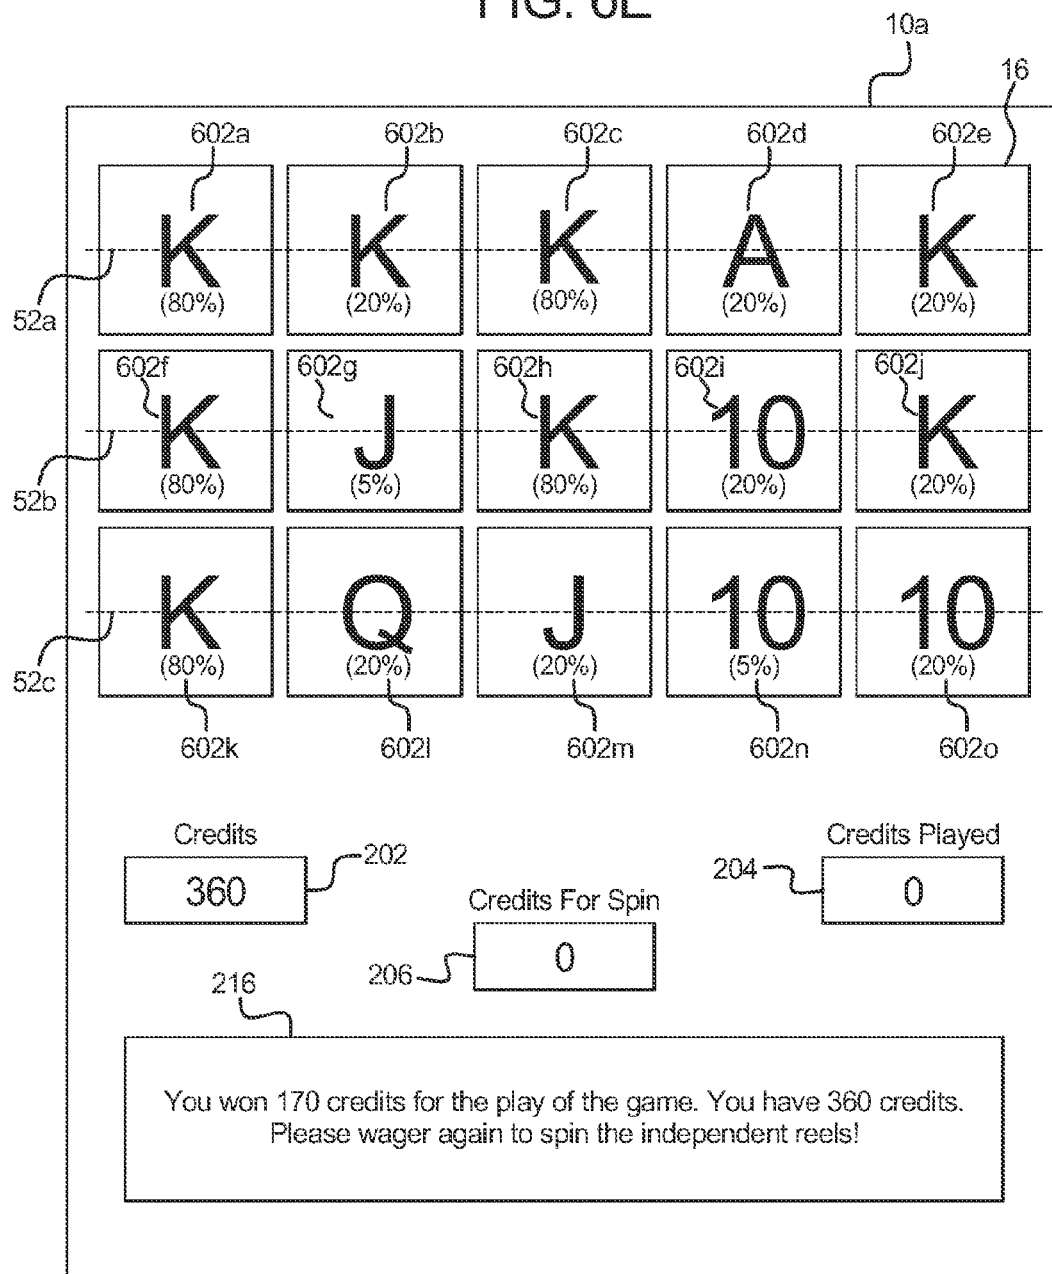 FIG. 6E
10a
16
602a 602b 602c 602d 602e
K K K A K
(80%) (20%) (80%) (20%) (20%)
52a
602f 602g 602h 602i 602j
K J K 10 K
(80%) (5%) (80%) (20%) (20%)
52b
K Q J 10 10
(80%) (20%) (20%) (5%) (20%)
52c
602k 602l 602m 602n 602o
Credits
360
202
Credits For Spin
0
206
Credits Played
204
0
216
You won 170 credits for the play of the game. You have 360 credits.
Please wager again to spin the independent reels!